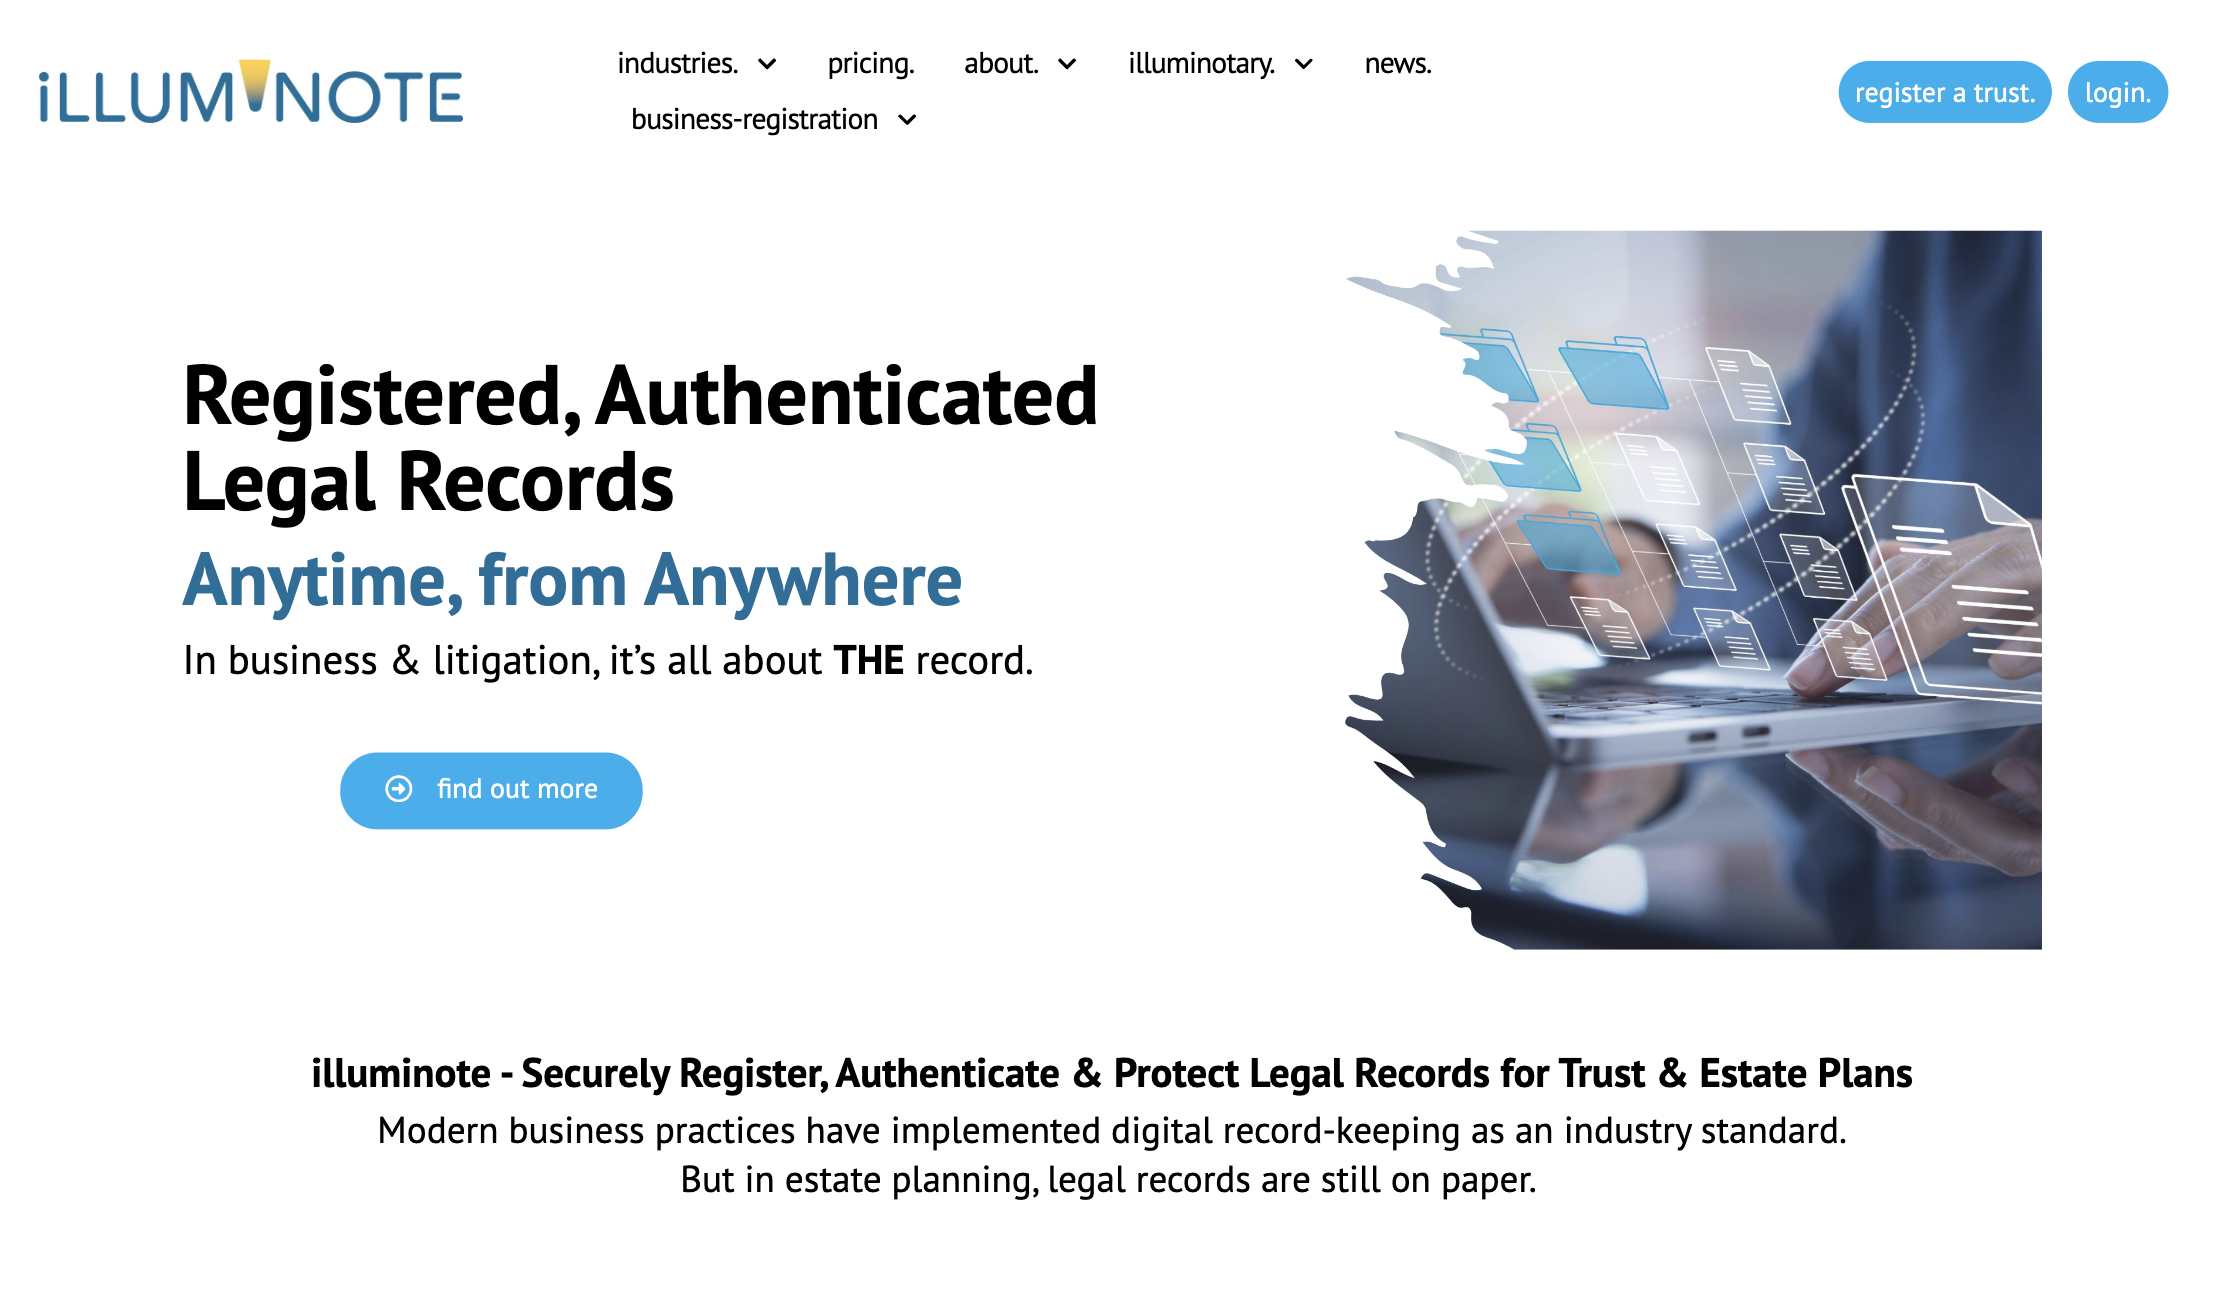 iLLUMiNOTE
industries.
pricing.
about.
illuminotary.
news.
business-registration
register a trust.
login.
Registered, Authenticated
Legal Records
Anytime, from Anywhere
In business & litigation, it's all about THE record.
find out more
illuminote - Securely Register, Authenticate & Protect Legal Records for Trust & Estate Plans
Modern business practices have implemented digital record-keeping as an industry standard.
But in estate planning, legal records are still on paper.